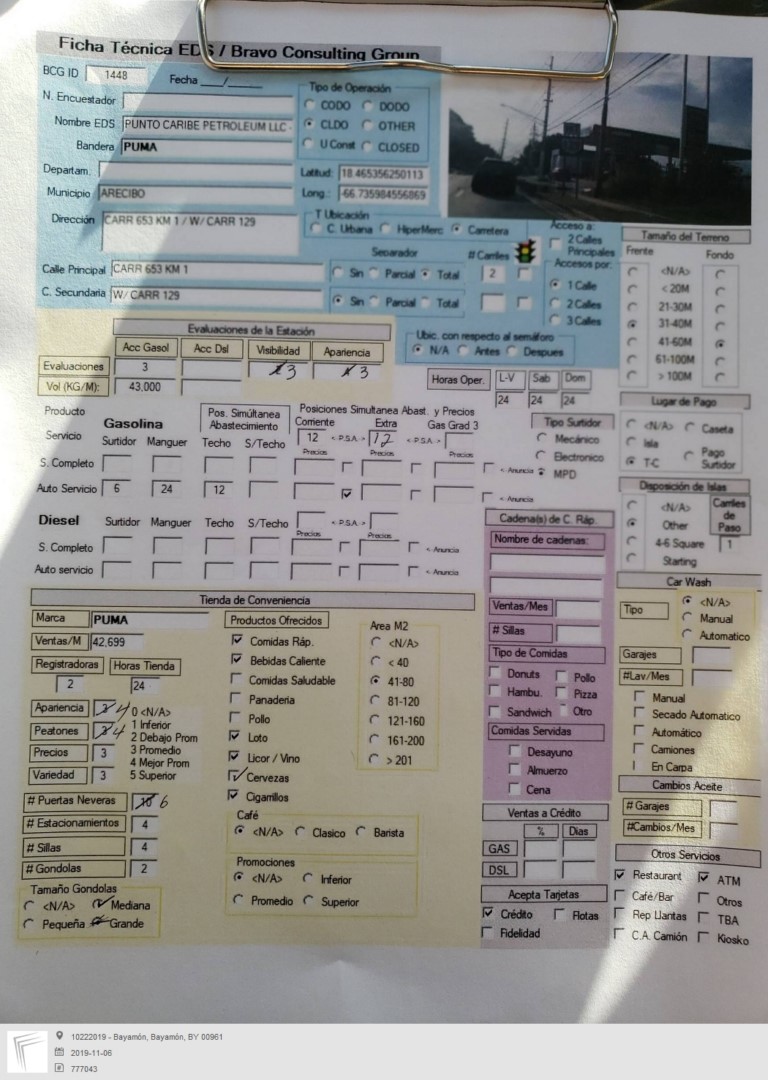 Ficha Técnica EDS / Bravo Consulting Group
BCG ID 1448 Fecha ___/______
N. Encuestador
Nombre EDS PUNTO CARIBE PETROLEUM LLC -
Bandera PUMA
Tipo de Operación
CODO DODO
CLDO OTHER
U Const CLOSED
Departam.
Latitud: 18.465356250113
Municipio ARECIBO
Long.: -66.735984556869
Dirección CARR 653 KM 1 / W/ CARR 129
T Ubicación
C. Urbana HiperMerc Carretera
Acceso a:
2 Calles Principales
Accesos por:
1 Calle
2 Calles
3 Calles
Separador # Carriles
Calle Principal CARR 653 KM 1 Sin Parcial Total 2
C. Secundaria W/ CARR 129 Sin Parcial Total
Ubic. con respecto al semáforo
N/A Antes Despues
Tamaño del Terreno
Frente Fondo
<N/A>
< 20M
21-30M
31-40M
41-60M
61-100M
> 100M
Evaluaciones de la Estación
Acc Gasol Acc Dsl Visibilidad Apariencia
Evaluaciones 3 3 3
Vol (KG/M): 43,000
Horas Oper. L-V Sab Dom
24 24 24
Lugar de Pago
<N/A> Caseta
Isla
T-C Pago Surtidor
Producto
Gasolina
Pos. Simúltanea Abastecimiento
Posiciones Simultanea Abast. y Precios
Corriente Extra Gas Grad 3
Servicio Surtidor Manguer Techo S/Techo 12 <-P.S.A-> 12 <-P.S.A->
Precios Precios Precios
S. Completo <-Anuncia
Auto Servicio 6 24 12 <-Anuncia
Tipo Surtidor
Mecánico
Electronico
MPD
Disposición de Islas
<N/A>
Other
4-6 Square
Starting
Carriles de Paso
1
Diesel Surtidor Manguer Techo S/Techo <-P.S.A->
Precios Precios
S. Completo <-Anuncia
Auto servicio <-Anuncia
Cadena(s) de C. Ráp.
Nombre de cadenas:
Ventas/Mes
# Sillas
Tipo de Comidas
Donuts Pollo
Hambu. Pizza
Sandwich Otro
Comidas Servidas
Desayuno
Almuerzo
Cena
Car Wash
Tipo <N/A>
Manual
Automatico
Garajes
#Lav/Mes
Manual
Secado Automatico
Automático
Camiones
En Carpa
Cambios Aceite
# Garajes
#Cambios/Mes
Tienda de Conveniencia
Marca PUMA
Ventas/M 42,699
Registradoras Horas Tienda
2 24
Apariencia 4
Peatones 4
Precios 3
Variedad 3
0 <N/A>
1 Inferior
2 Debajo Prom
3 Promedio
4 Mejor Prom
5 Superior
# Puertas Neveras 10 6
# Estacionamientos 4
# Sillas 4
# Gondolas 2
Tamaño Gondolas
<N/A> Mediana
Pequeña Grande
Productos Ofrecidos
Comidas Ráp.
Bebidas Caliente
Comidas Saludable
Panaderia
Pollo
Loto
Licor / Vino
Cervezas
Cigarrillos
Area M2
<N/A>
< 40
41-80
81-120
121-160
161-200
> 201
Café
<N/A> Clasico Barista
Promociones
<N/A> Inferior
Promedio Superior
Ventas a Crédito
% Dias
GAS
DSL
Acepta Tarjetas
Crédito Flotas
Fidelidad
Otros Servicios
Restaurant ATM
Café/Bar Otros
Rep Llantas TBA
C.A. Camión Kiosko
10222019 - Bayamón, Bayamón, BY 00961
2019-11-06
777043